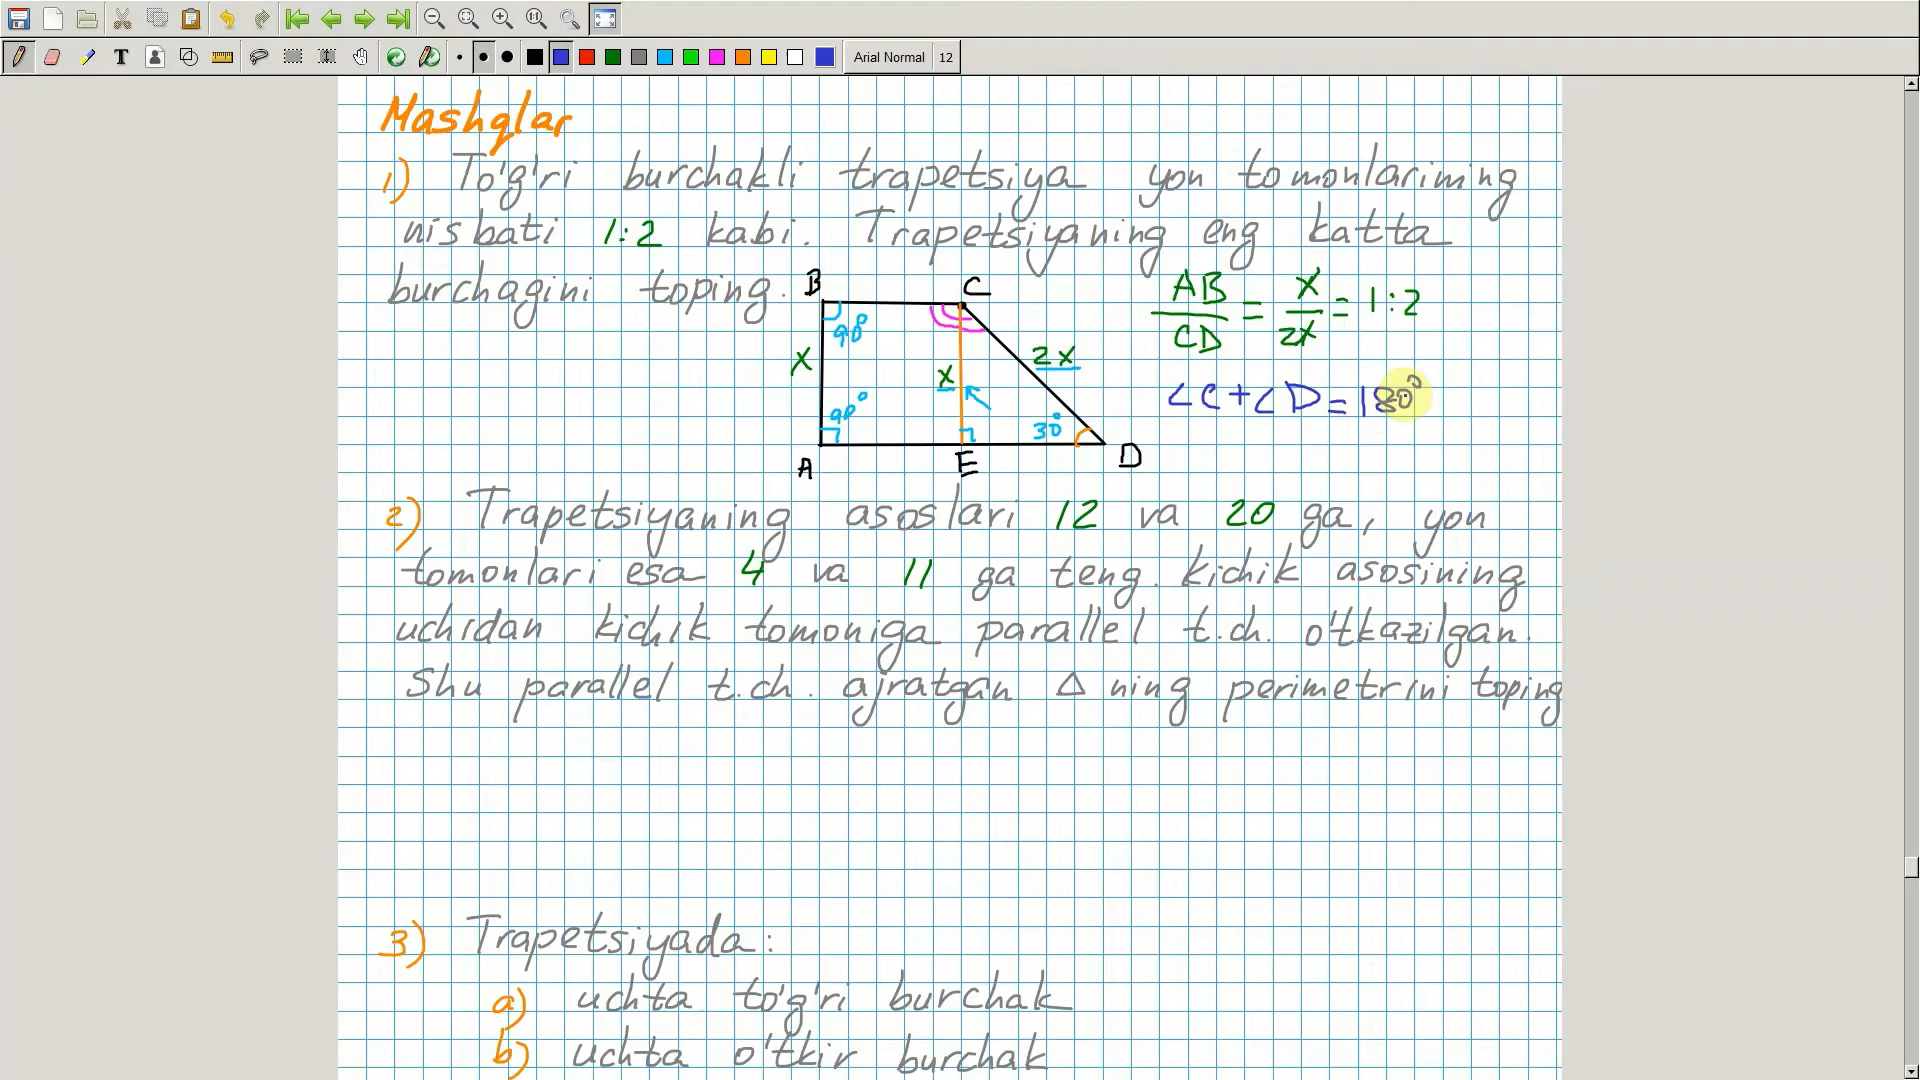 Arial Normal 12
Mashqlar
1) To'g'ri burchakli trapetsiya yon tomonlarining
nisbati 1:2 kabi. Trapetsiyaning eng katta
burchagini toping.
B
C
90°
x
x
2x
90°
30°
A
E
D
AB/CD = x/2x = 1:2
∠C+∠D=180°
2) Trapetsiyaning asoslari 12 va 20 ga, yon
tomonlari esa 4 va 11 ga teng. kichik asosining
uchidan kichik tomoniga parallel t.ch. o'tkazilgan.
Shu parallel t.ch. ajratgan Δ ning perimetrini toping
3) Trapetsiyada:
a) uchta to'g'ri burchak
b) uchta o'tkir burchak